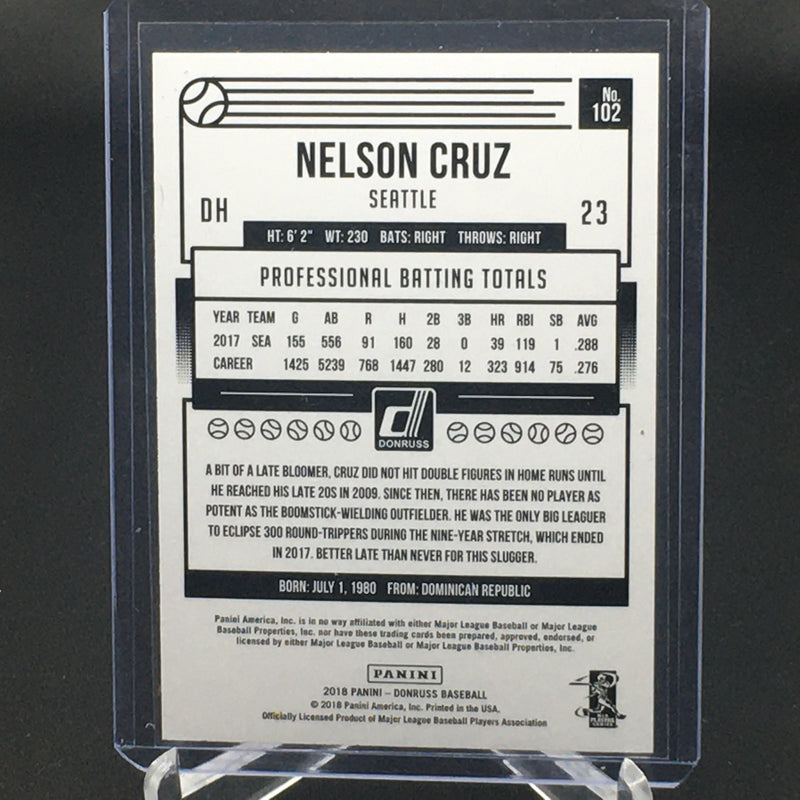 No.
102
NELSON CRUZ
SEATTLE
DH
23
HT: 6' 2" WT: 230 BATS: RIGHT THROWS: RIGHT
PROFESSIONAL BATTING TOTALS
YEAR TEAM G AB R H 2B 3B HR RBI SB AVG
2017 SEA 155 556 91 160 28 0 39 119 1 .288
CAREER 1425 5239 768 1447 280 12 323 914 75 .276
d
DONRUSS
A BIT OF A LATE BLOOMER, CRUZ DID NOT HIT DOUBLE FIGURES IN HOME RUNS UNTIL
HE REACHED HIS LATE 20S IN 2009. SINCE THEN, THERE HAS BEEN NO PLAYER AS
POTENT AS THE BOOMSTICK-WIELDING OUTFIELDER. HE WAS THE ONLY BIG LEAGUER
TO ECLIPSE 300 ROUND-TRIPPERS DURING THE NINE-YEAR STRETCH, WHICH ENDED
IN 2017. BETTER LATE THAN NEVER FOR THIS SLUGGER.
BORN: JULY 1, 1980 FROM: DOMINICAN REPUBLIC
Panini America, Inc. is in no way affiliated with either Major League Baseball or Major League
Baseball Properties, Inc. nor have these trading cards been prepared, approved, endorsed, or
licensed by either Major League Baseball or Major League Baseball Properties, Inc.
PANINI
2018 PANINI – DONRUSS BASEBALL
© 2018 Panini America, Inc. Printed in the USA.
Officially Licensed Product of Major League Baseball Players Association
PLAYERS